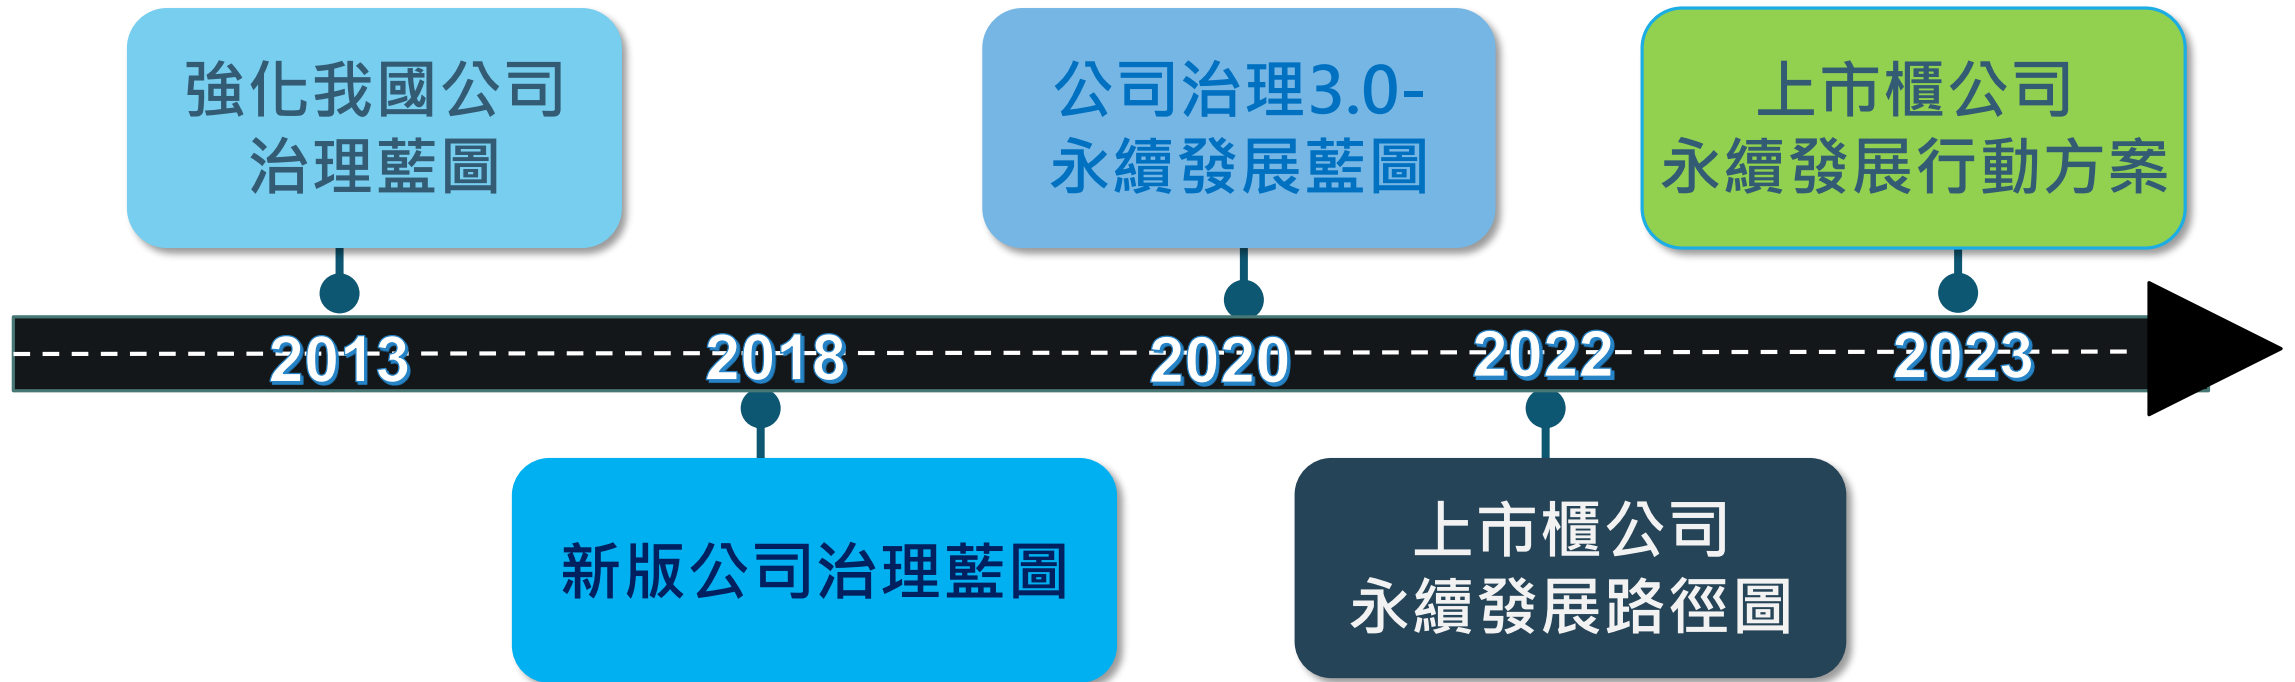 強化我國公司
治理藍圖
公司治理3.0-
永續發展藍圖
上市櫃公司
永續發展行動方案
2013
2018
2020
2022
2023
新版公司治理藍圖
上市櫃公司
永續發展路徑圖